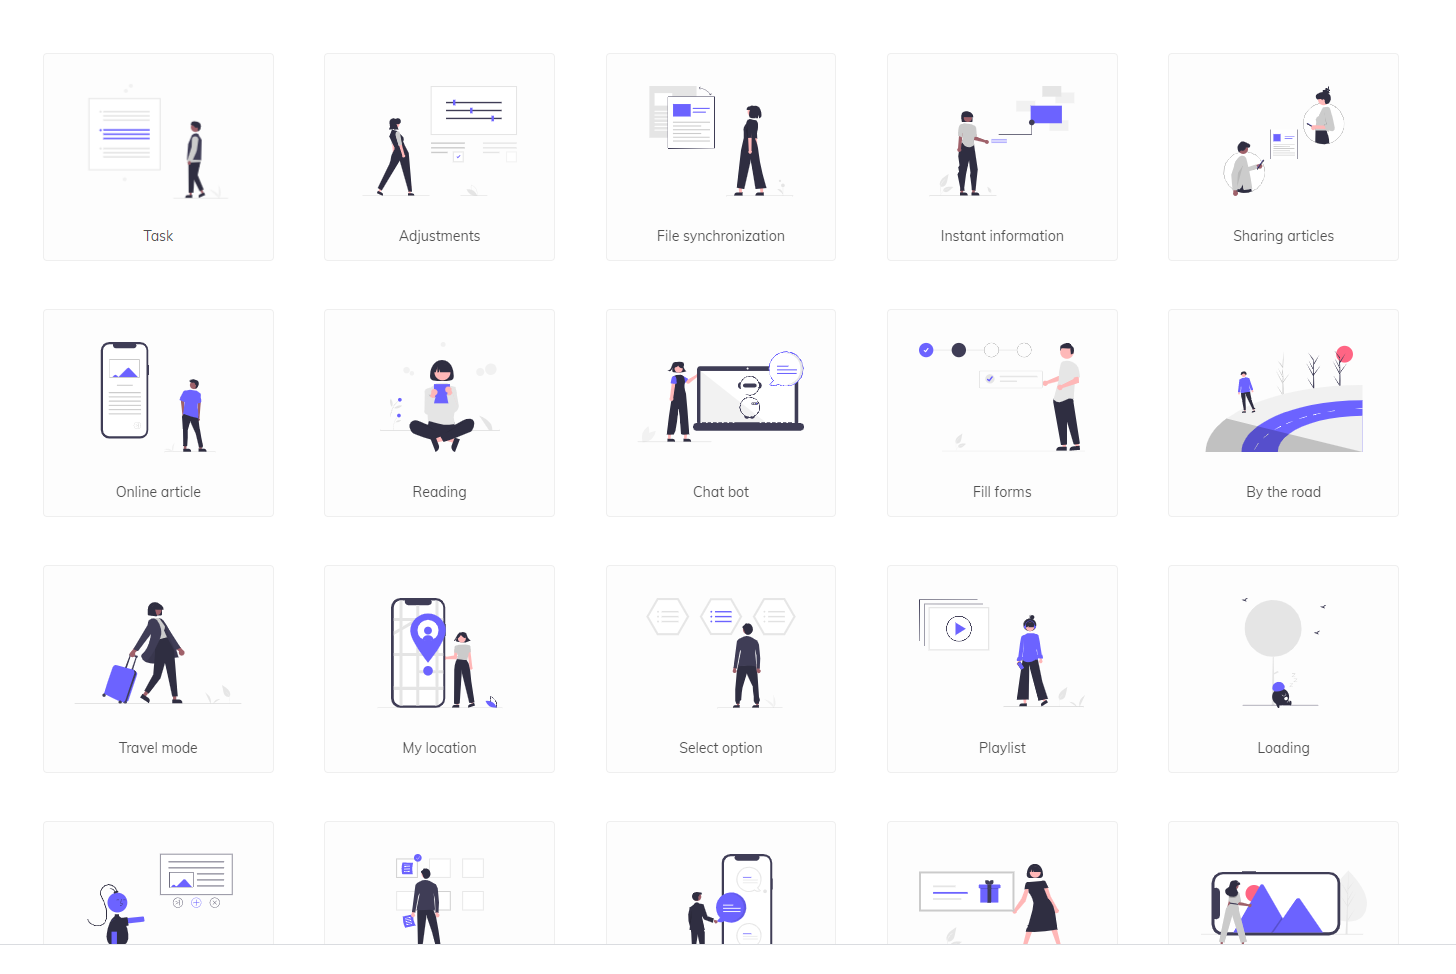 Task
Adjustments
File synchronization
Instant information
Sharing articles
Online article
Reading
Chat bot
Fill forms
By the road
Travel mode
My location
Select option
Playlist
Loading